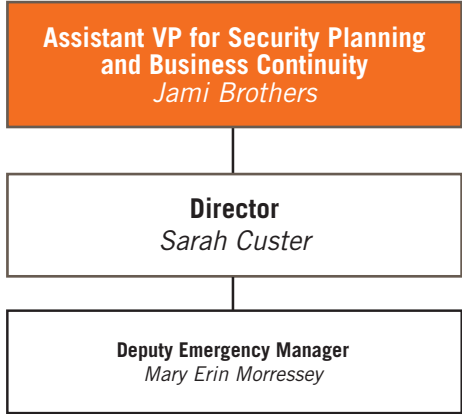 Assistant VP for Security Planning
and Business Continuity
Jami Brothers
Director
Sarah Custer
Deputy Emergency Manager
Mary Erin Morressey